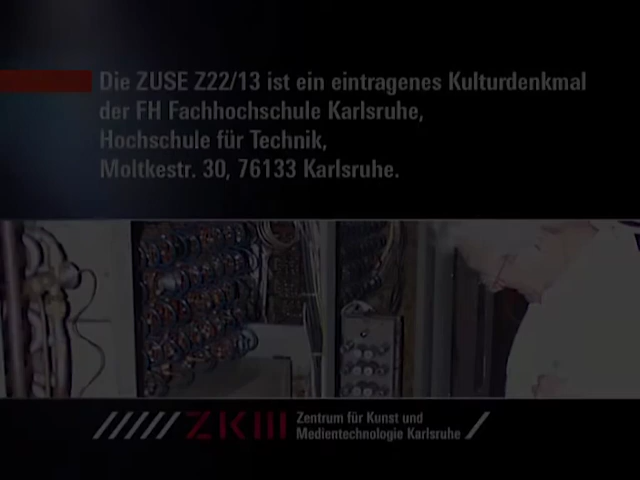 Die ZUSE Z22/13 ist ein eintragenes Kulturdenkmal
der FH Fachhochschule Karlsruhe,
Hochschule für Technik,
Moltkestr. 30, 76133 Karlsruhe.
ZKM
Zentrum für Kunst und
Medientechnologie Karlsruhe